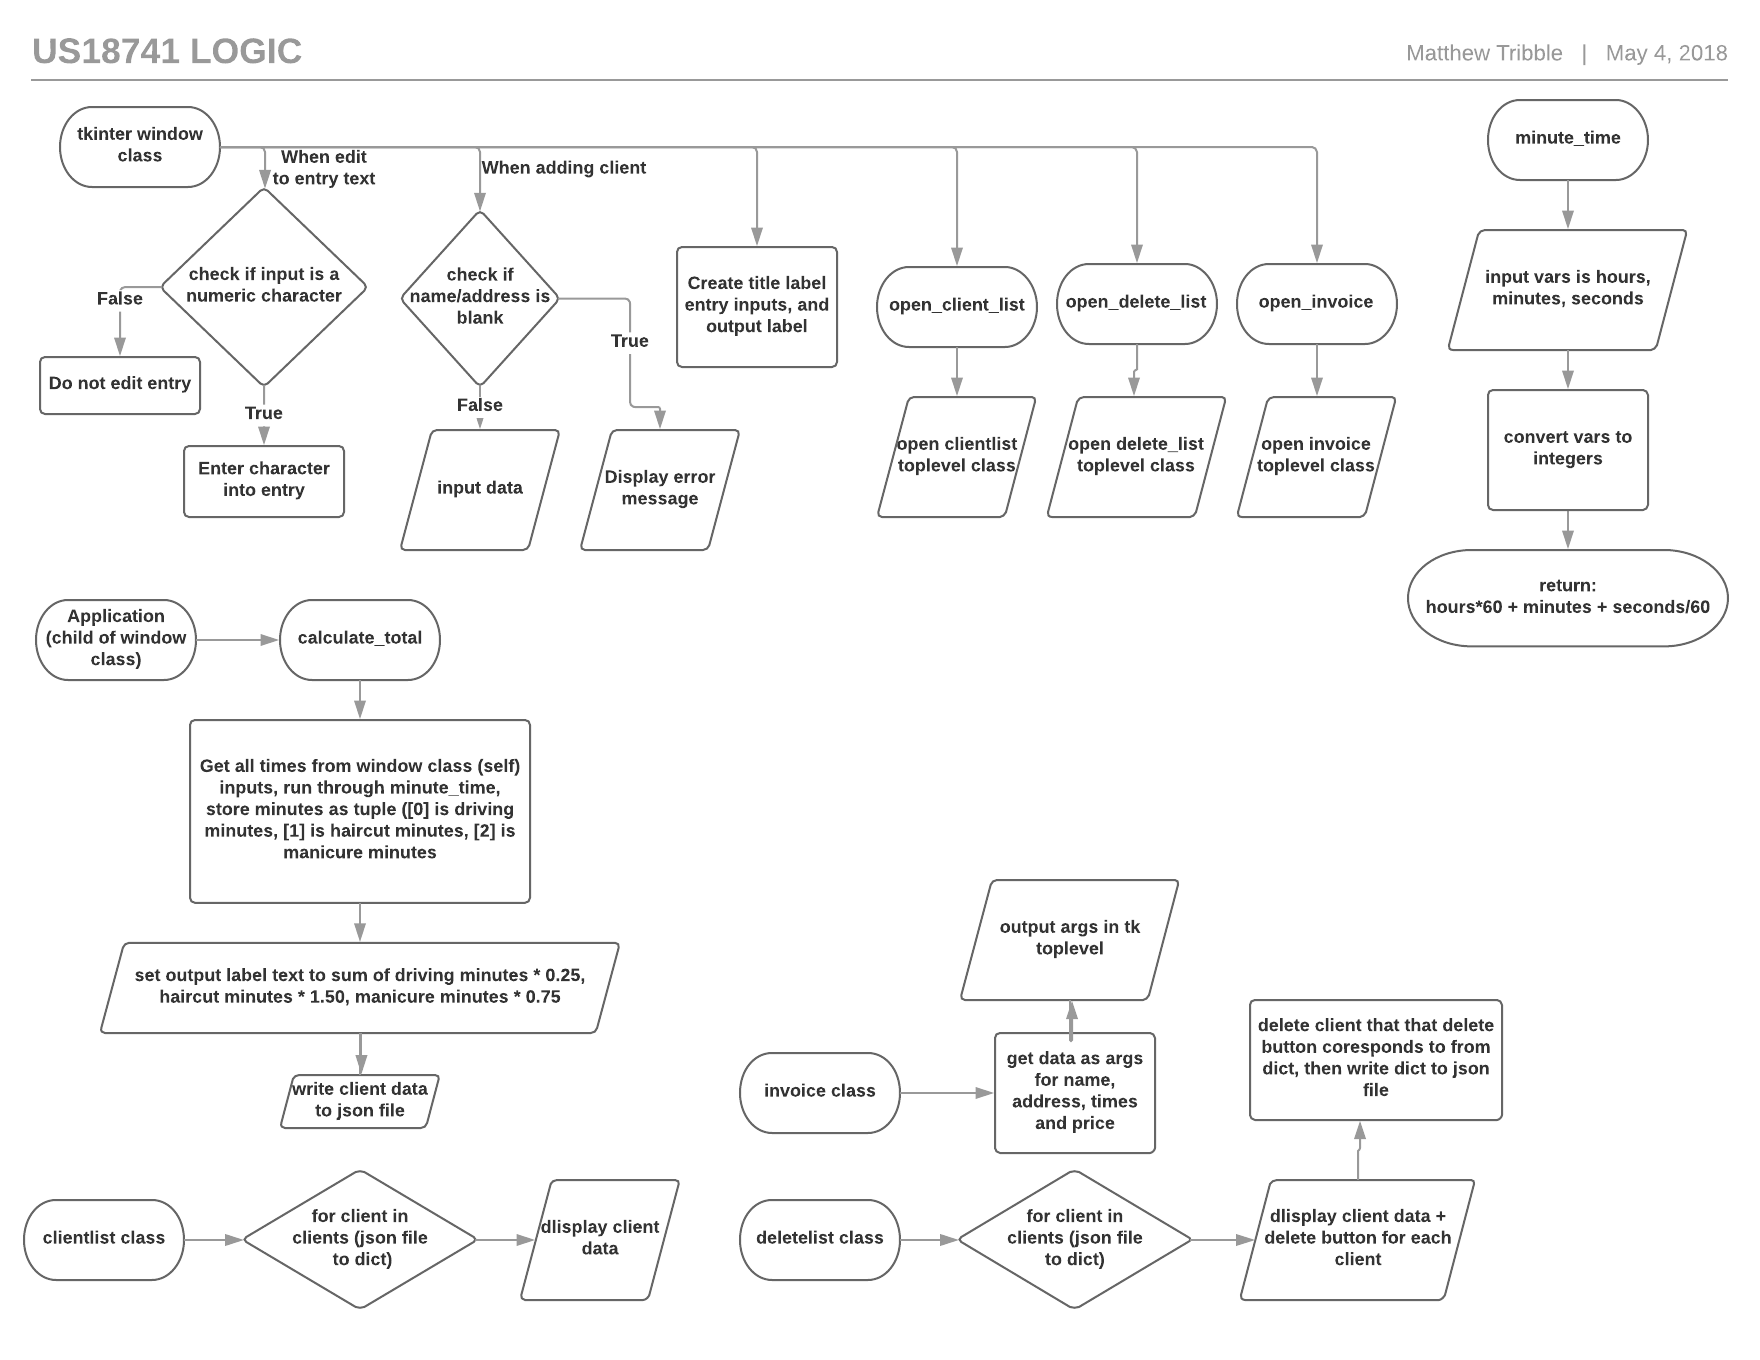 US18741 LOGIC
Matthew Tribble | May 4, 2018
tkinter window
class
When edit
to entry text
When adding client
check if input is a
numeric character
False
Do not edit entry
True
Enter character
into entry
check if
name/address is
blank
False
input data
True
Display error
message
Create title label
entry inputs, and
output label
open_client_list
open clientlist
toplevel class
open_delete_list
open delete_list
toplevel class
open_invoice
open invoice
toplevel class
minute_time
input vars is hours,
minutes, seconds
convert vars to
integers
return:
hours*60 + minutes + seconds/60
Application
(child of window
class)
calculate_total
Get all times from window class (self)
inputs, run through minute_time,
store minutes as tuple ([0] is driving
minutes, [1] is haircut minutes, [2] is
manicure minutes
set output label text to sum of driving minutes * 0.25,
haircut minutes * 1.50, manicure minutes * 0.75
write client data
to json file
invoice class
get data as args
for name,
address, times
and price
output args in tk
toplevel
clientlist class
for client in
clients (json file
to dict)
dlisplay client
data
deletelist class
for client in
clients (json file
to dict)
dlisplay client data +
delete button for each
client
delete client that that delete
button coresponds to from
dict, then write dict to json
file